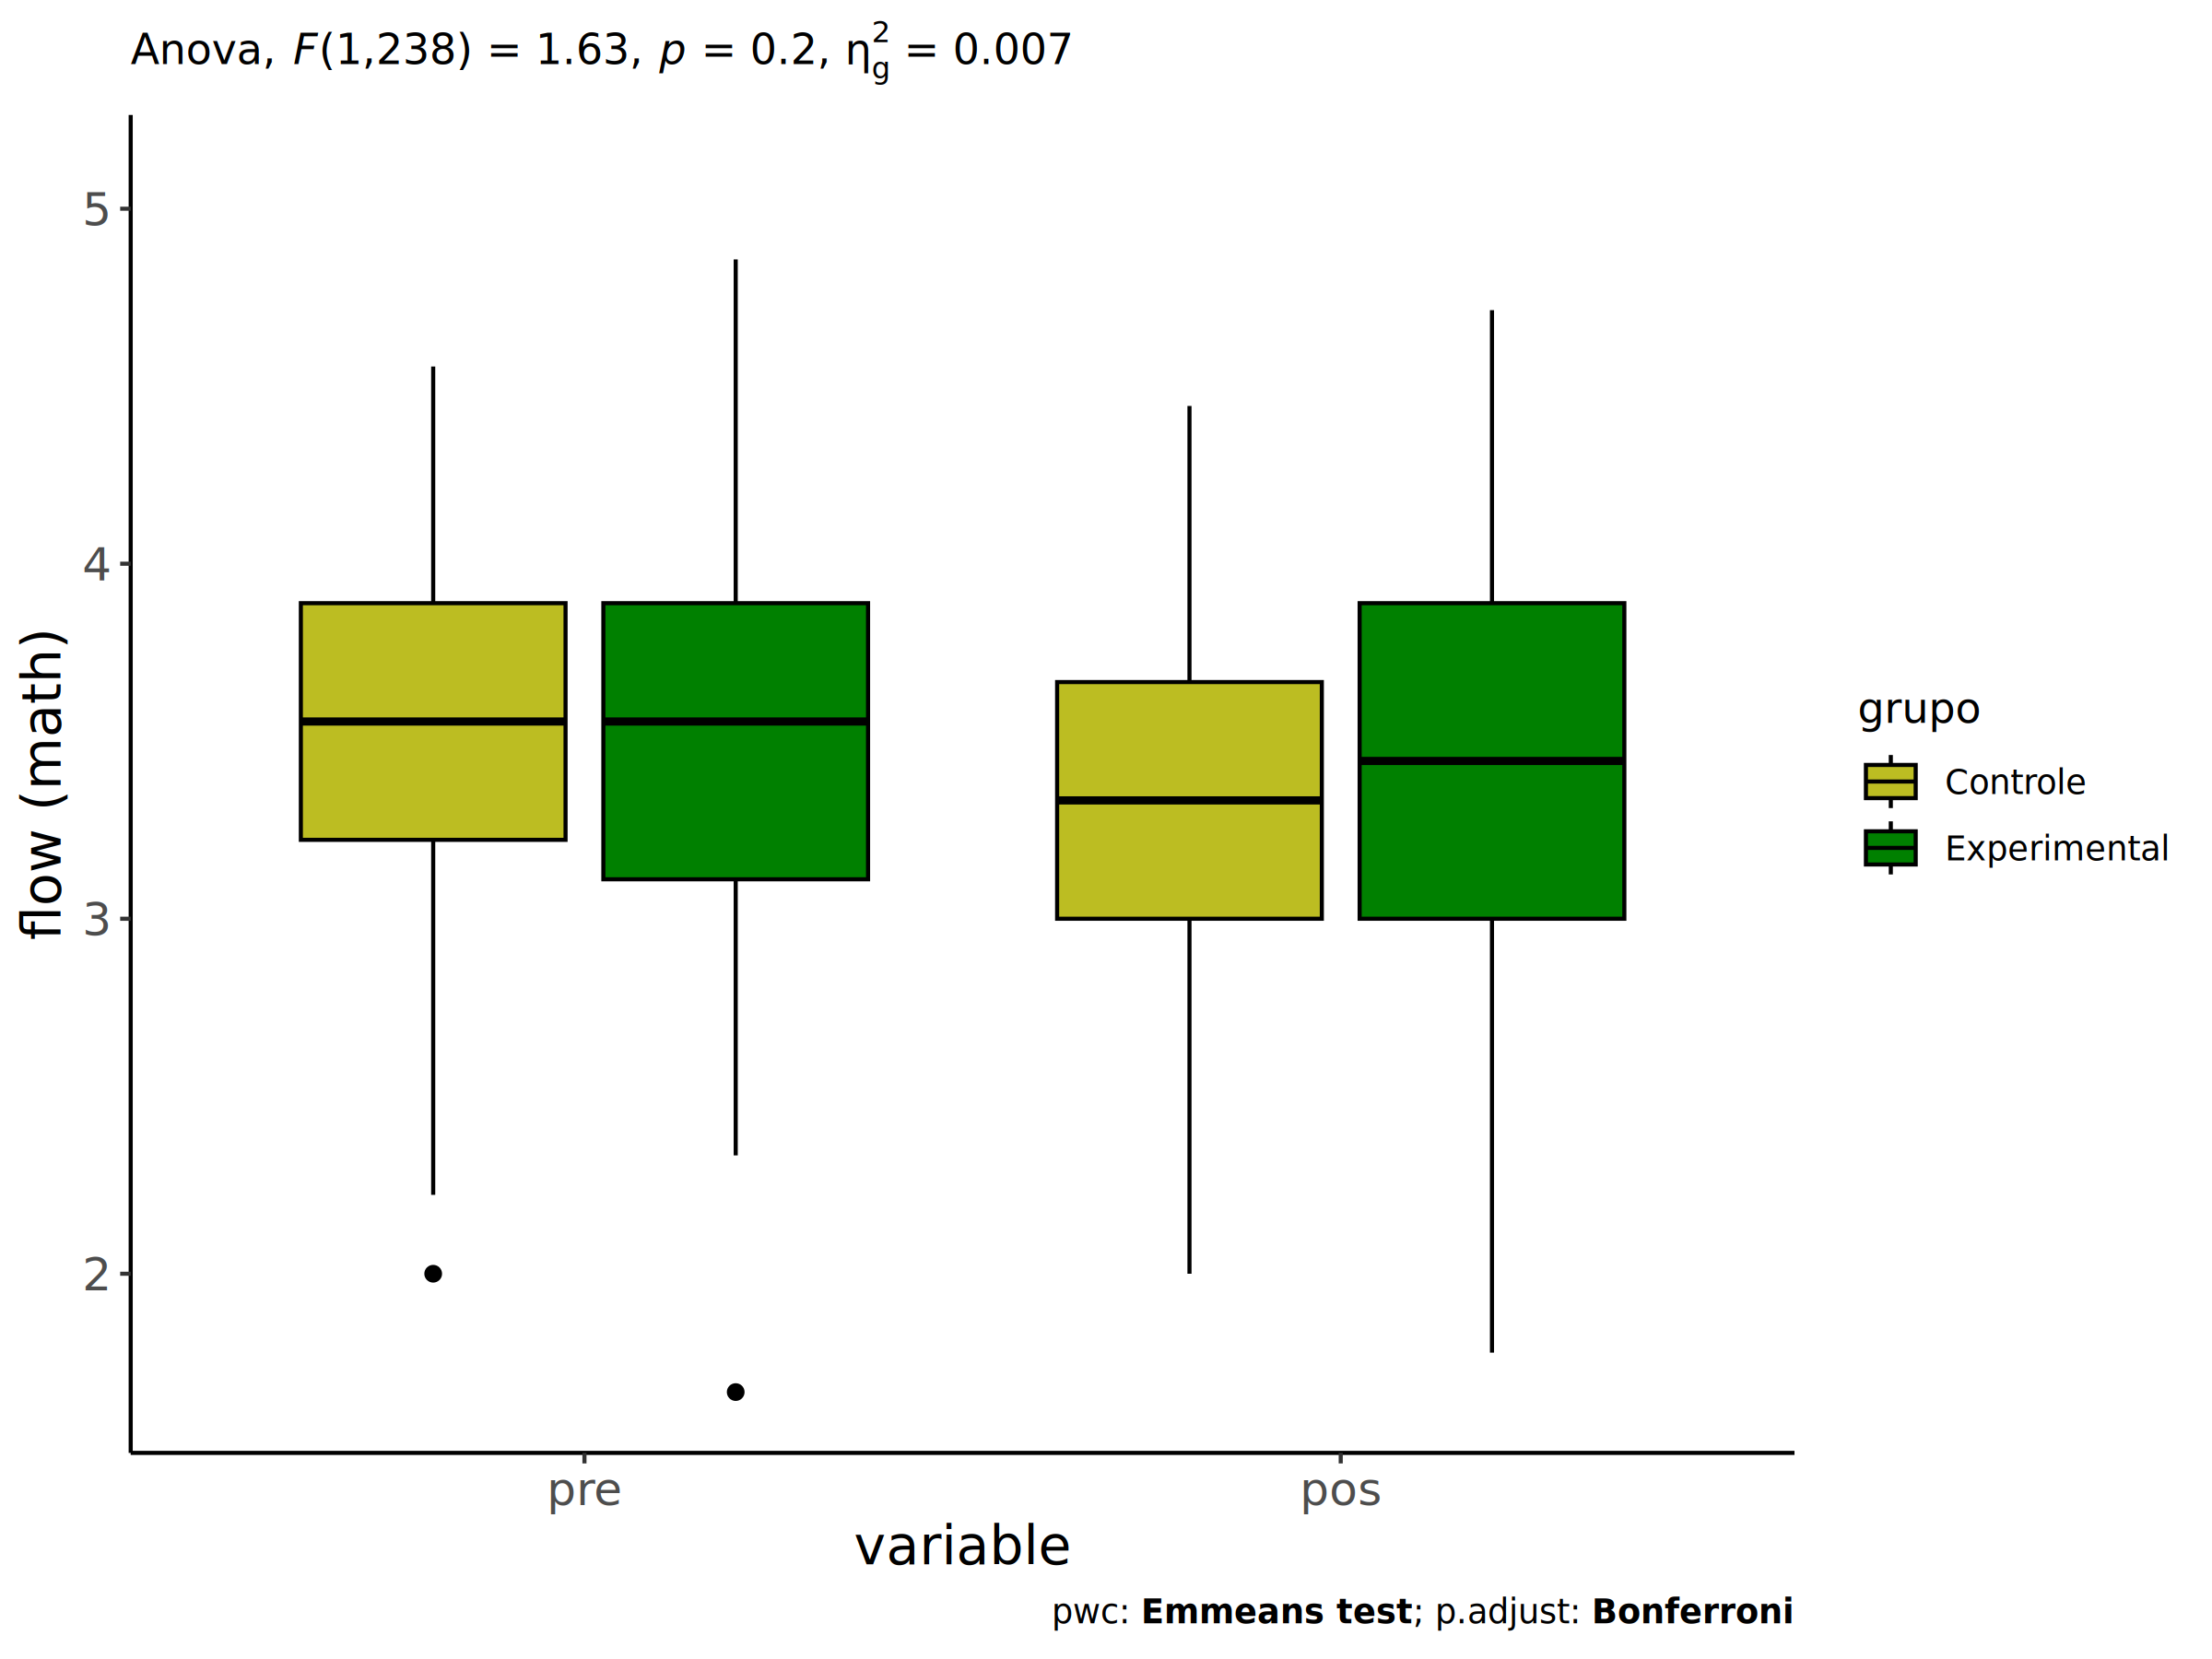 Anova, F(1,238) = 1.63, p = 0.2, η²g = 0.007
5
4
3
2
flow (math)
pre pos
variable
grupo
Controle
Experimental
pwc: Emmeans test; p.adjust: Bonferroni